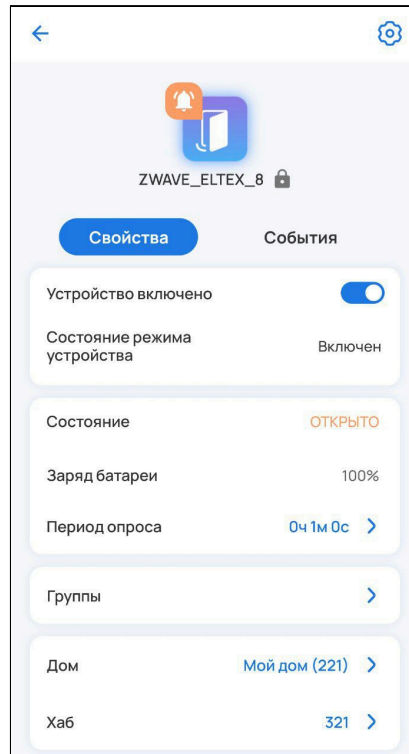 ZWAVE_ELTEX_8
Свойства
События
Устройство включено
Состояние режима
устройства
Включен
Состояние
ОТКРЫТО
Заряд батареи
100%
Период опроса
0ч 1м 0с
Группы
Дом
Мой дом (221)
Хаб
321